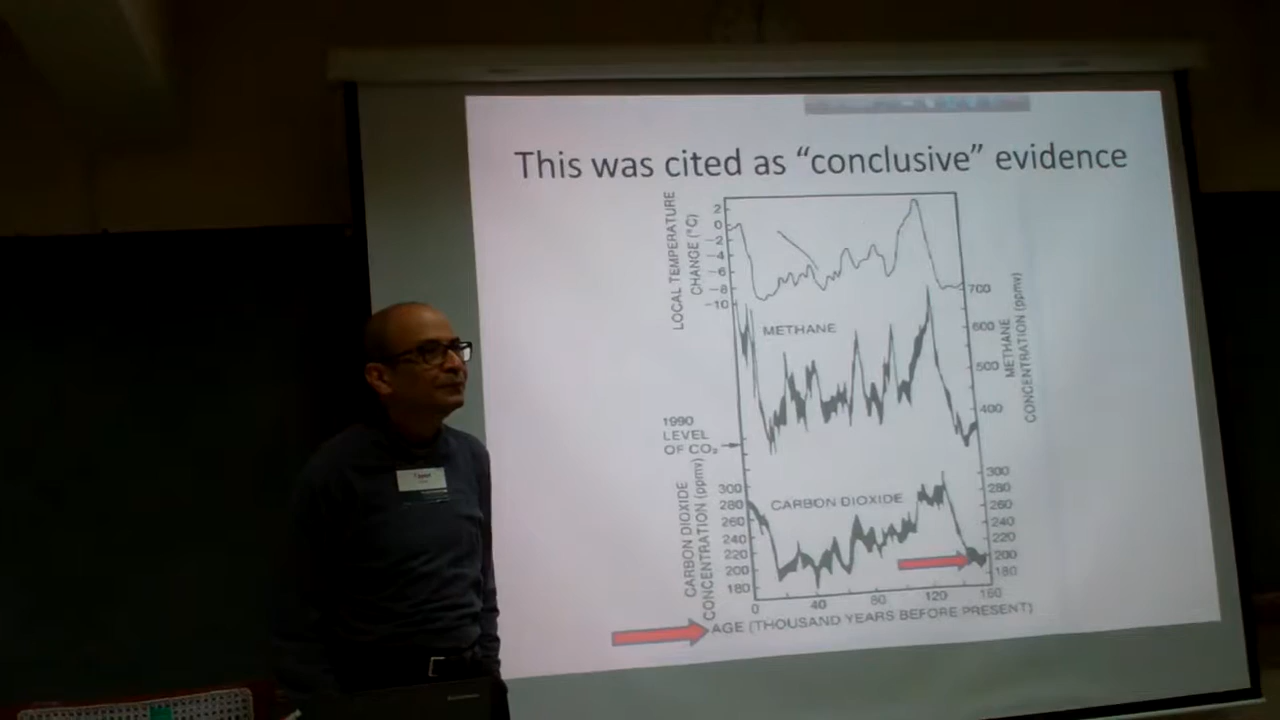 This was cited as “conclusive” evidence
LOCAL TEMPERATURE
CHANGE (°C)
2
0
−2
−4
−6
−8
−10
METHANE
700
600
500
400
METHANE
CONCENTRATION (ppmv)
1990
LEVEL
OF CO₂
CARBON DIOXIDE
CONCENTRATION (ppmv)
300
280
260
240
220
200
180
CARBON DIOXIDE
300
280
260
240
220
200
180
0
40
80
120
160
AGE (THOUSAND YEARS BEFORE PRESENT)